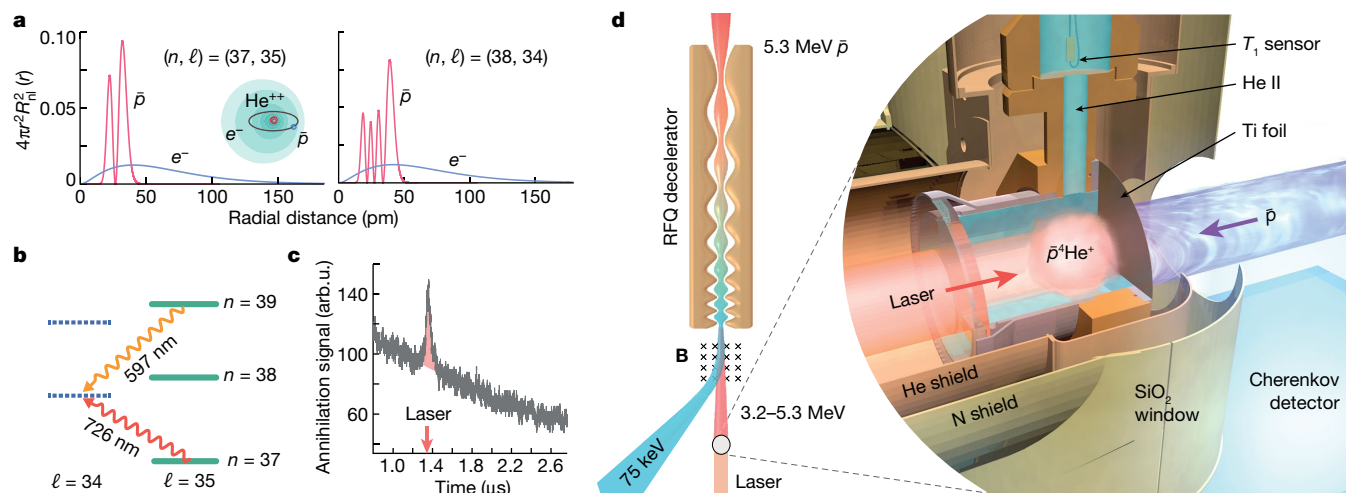 a
4πr²R²nl(r)
0.10
0.05
0
(n, ℓ) = (37, 35)
p̄
He⁺⁺
e⁻
p̄
e⁻
0 50 100 150
(n, ℓ) = (38, 34)
p̄
e⁻
0 50 100 150
Radial distance (pm)
b
n = 39
597 nm
n = 38
726 nm
n = 37
ℓ = 34 ℓ = 35
c
Annihilation signal (arb.u.)
140
100
60
Laser
1.0 1.4 1.8 2.2 2.6
Time (μs)
d
5.3 MeV p̄
RFQ decelerator
B
3.2–5.3 MeV
75 keV
Laser
T₁ sensor
He II
Ti foil
p̄
p̄⁴He⁺
Laser
He shield
N shield
SiO₂
window
Cherenkov
detector